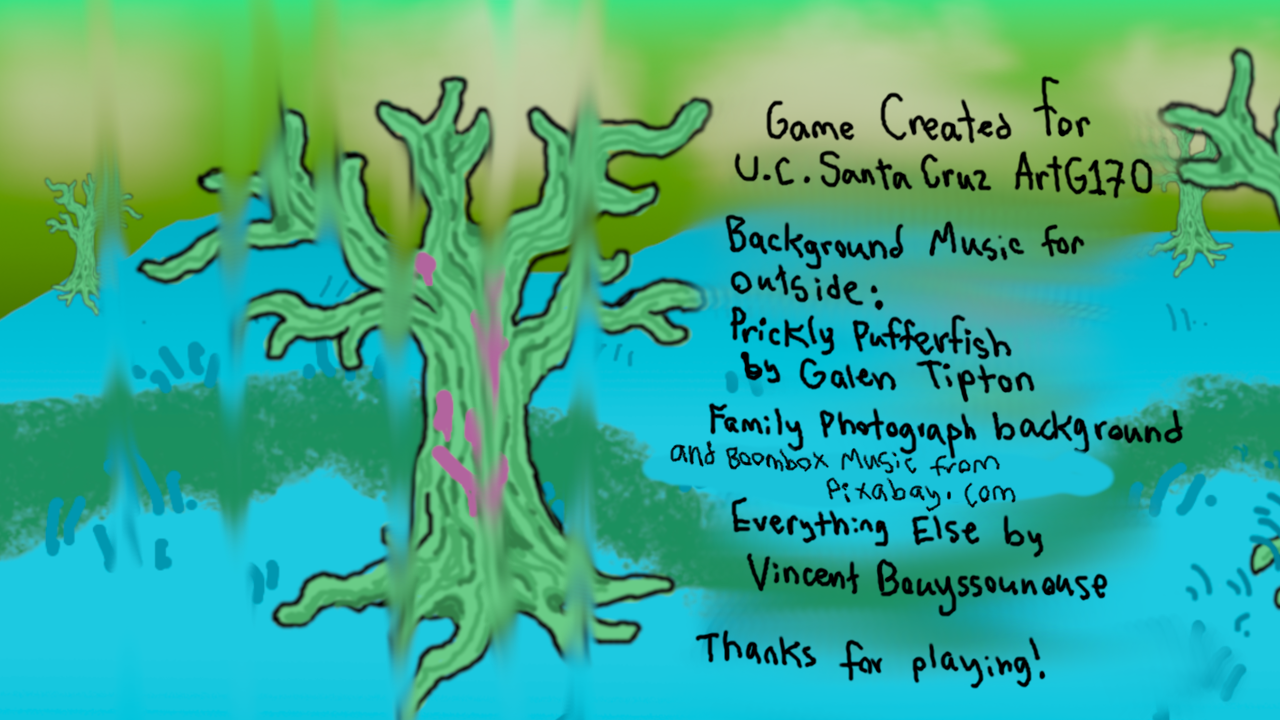 Game Created for
U.C. Santa Cruz ArtG170
Background Music for
outside:
Prickly Pufferfish
by Galen Tipton
Family Photograph background
and Boombox Music from
Pixabay.com
Everything Else by
Vincent Bouyssounouse
Thanks for playing!